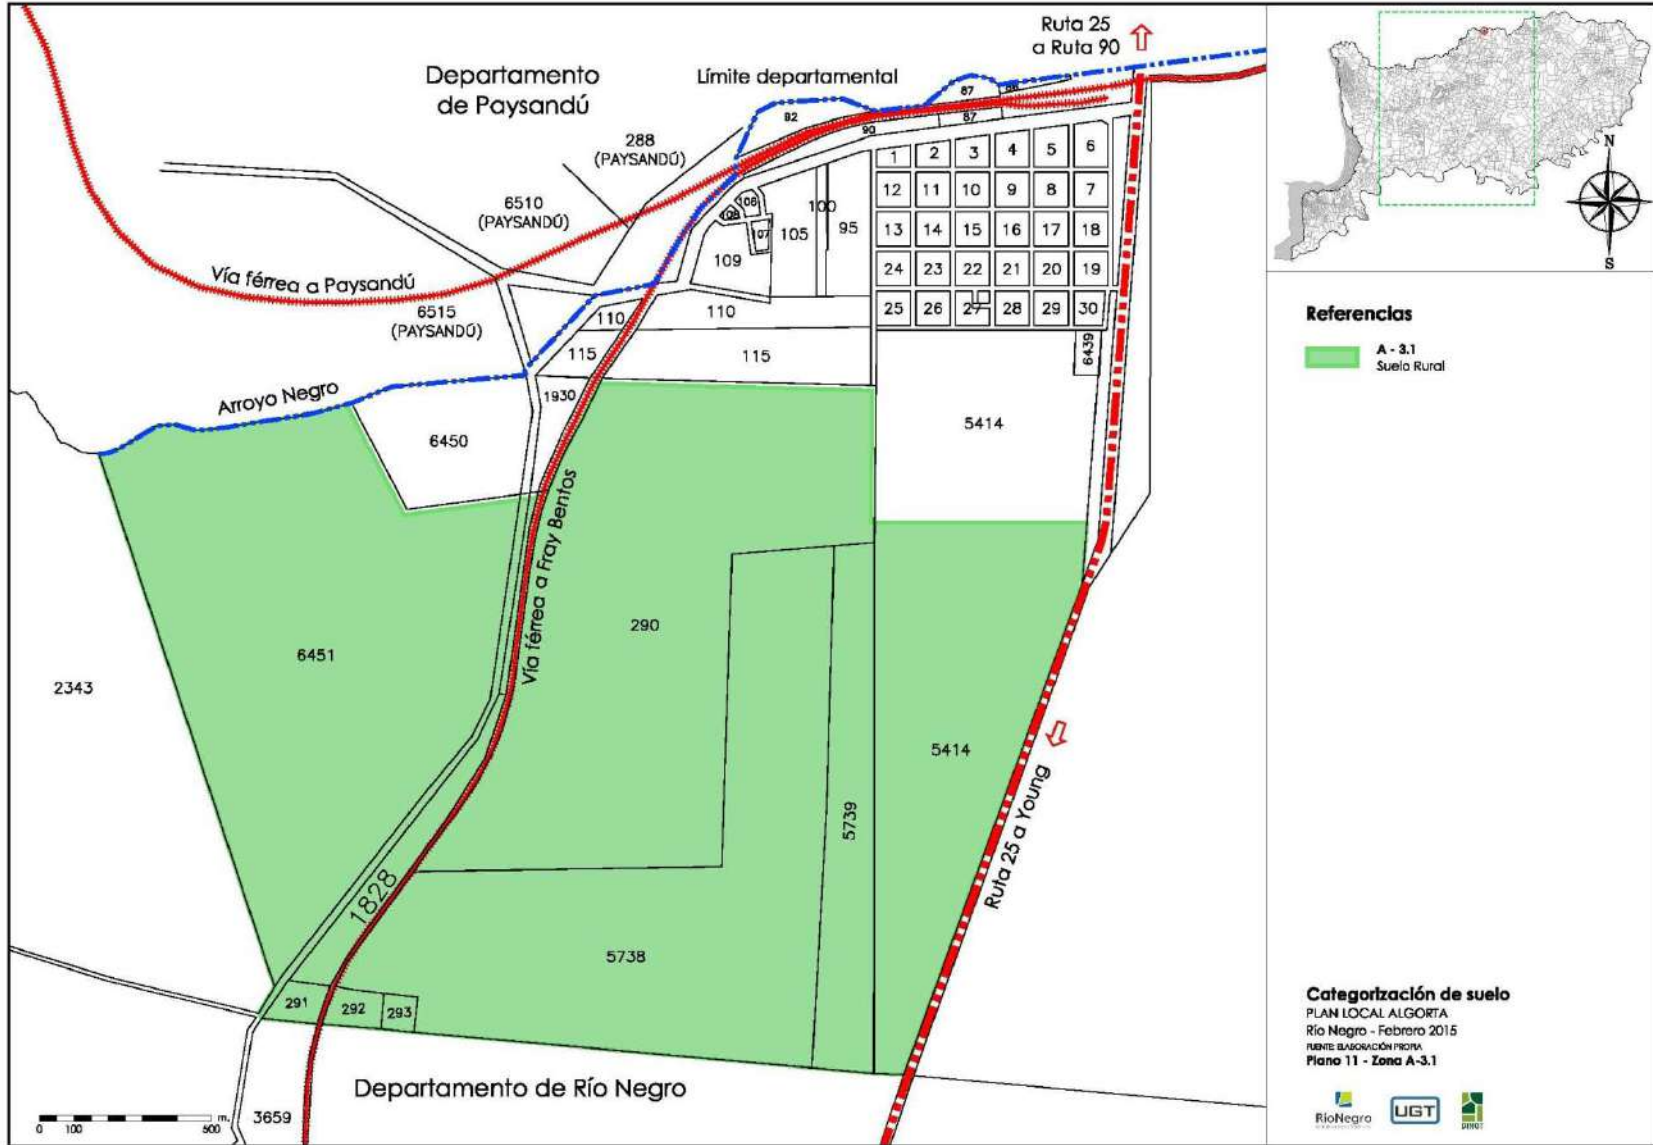 Ruta 25
a Ruta 90
Departamento
de Paysandú
Límite departamental
288
(PAYSANDÚ)
6510
(PAYSANDÚ)
Vía férrea a Paysandú
6515
(PAYSANDÚ)
Arroyo Negro
92
90
87
87
1 2 3 4 5 6
12 11 10 9 8 7
13 14 15 16 17 18
24 23 22 21 20 19
25 26 27 28 29 30
106
108
107
109
105
100
95
110
110
115
115
1930
6450
6439
5414
Vía férrea a Fray Bentos
290
6451
2343
5414
5739
Ruta 25 a Young
1828
5738
291
292
293
3659
Departamento de Río Negro
0 100 500 m.
N
S
Referencias
A - 3.1
Suelo Rural
Categorización de suelo
PLAN LOCAL ALGORTA
Río Negro - Febrero 2015
FUENTE: ELABORACIÓN PROPIA
Plano 11 - Zona A-3.1
RíoNegro
UGT
DINOT